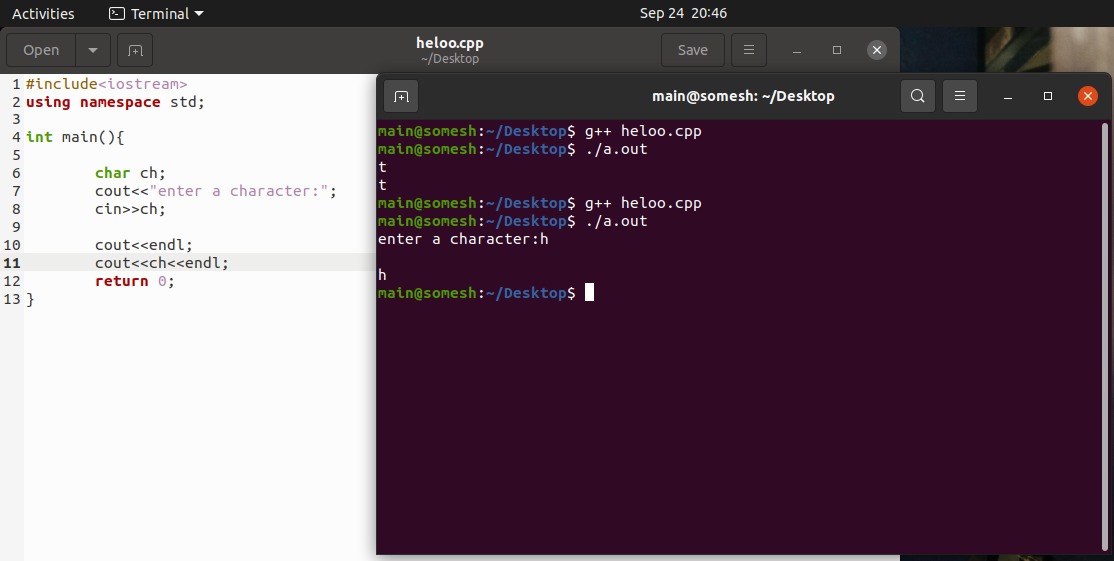 Activities Terminal Sep 24 20:46
Open heloo.cpp Save
~/Desktop
1 #include<iostream>
2 using namespace std;
3
4 int main(){
5
6 char ch;
7 cout<<"enter a character:";
8 cin>>ch;
9
10 cout<<endl;
11 cout<<ch<<endl;
12 return 0;
13 }
main@somesh: ~/Desktop
main@somesh:~/Desktop$ g++ heloo.cpp
main@somesh:~/Desktop$ ./a.out
t
t
main@somesh:~/Desktop$ g++ heloo.cpp
main@somesh:~/Desktop$ ./a.out
enter a character:h

h
main@somesh:~/Desktop$